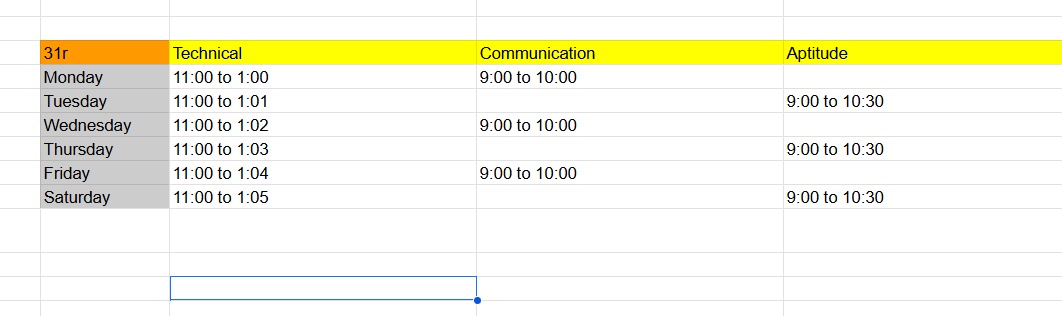 31r Technical Communication Aptitude
Monday 11:00 to 1:00 9:00 to 10:00
Tuesday 11:00 to 1:01 9:00 to 10:30
Wednesday 11:00 to 1:02 9:00 to 10:00
Thursday 11:00 to 1:03 9:00 to 10:30
Friday 11:00 to 1:04 9:00 to 10:00
Saturday 11:00 to 1:05 9:00 to 10:30